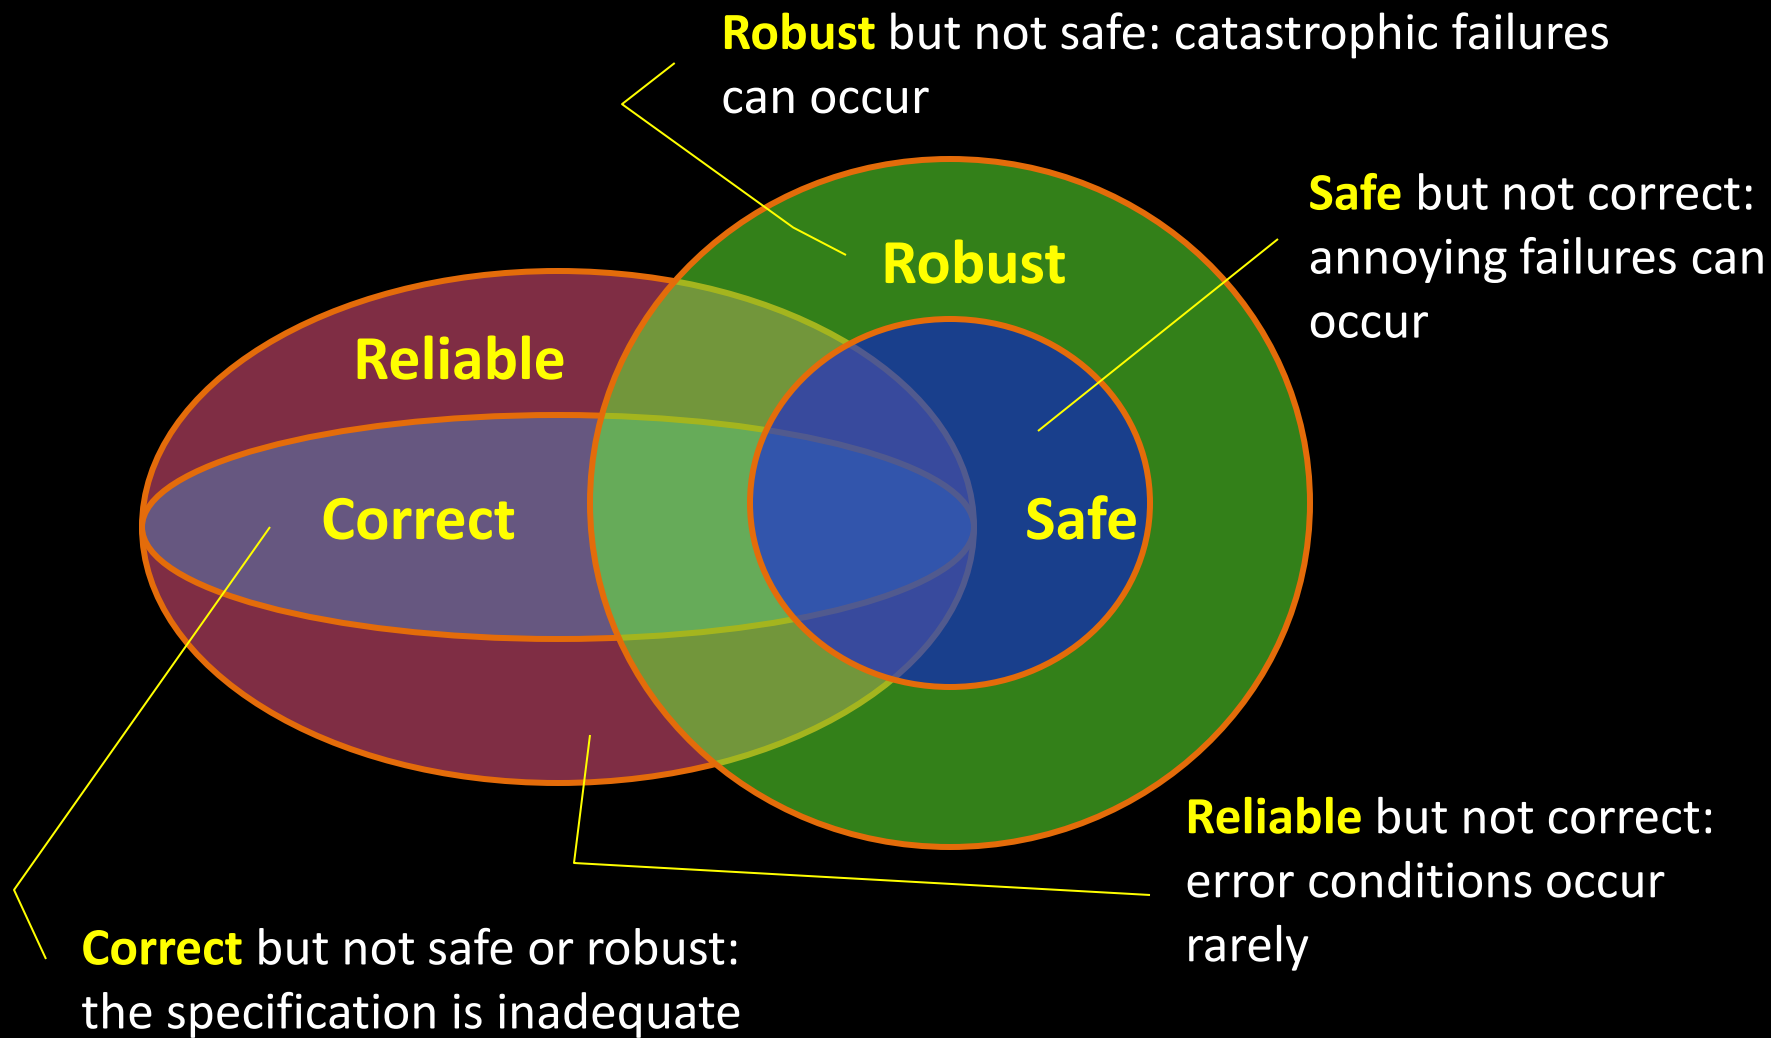 Robust but not safe: catastrophic failures
can occur
Safe but not correct:
annoying failures can
occur
Robust
Reliable
Correct
Safe
Reliable but not correct:
error conditions occur
rarely
Correct but not safe or robust:
the specification is inadequate